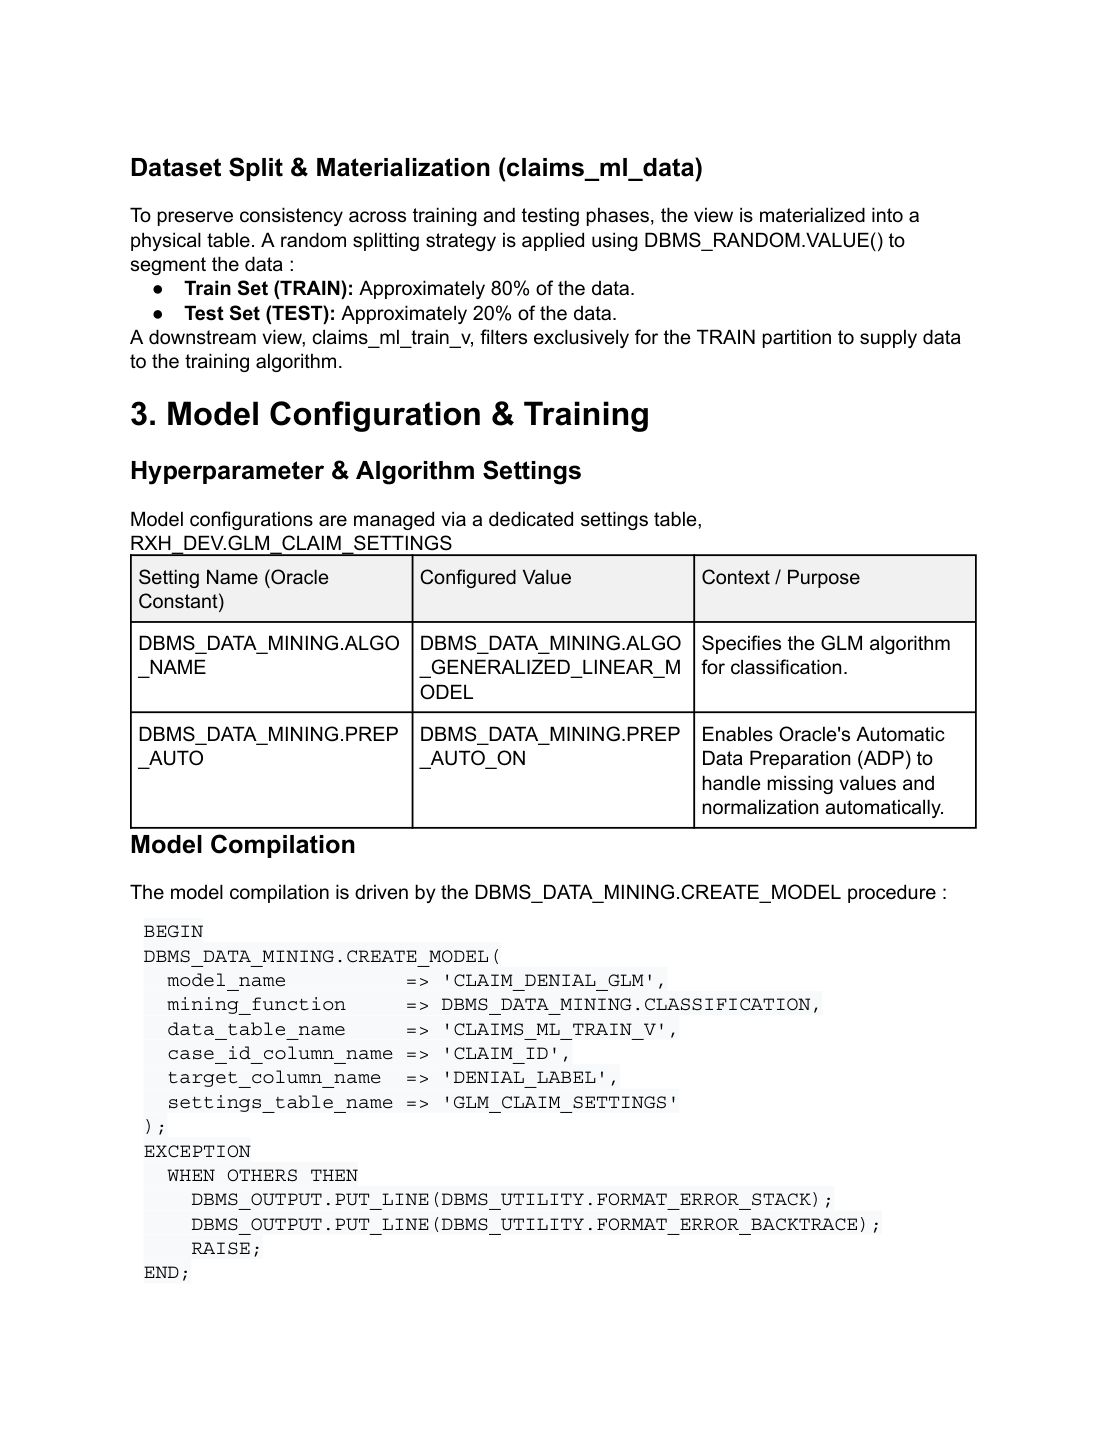 Dataset Split & Materialization (claims_ml_data)
To preserve consistency across training and testing phases, the view is materialized into a
physical table. A random splitting strategy is applied using DBMS_RANDOM.VALUE() to
segment the data :
● Train Set (TRAIN): Approximately 80% of the data.
● Test Set (TEST): Approximately 20% of the data.
A downstream view, claims_ml_train_v, filters exclusively for the TRAIN partition to supply data
to the training algorithm.
3. Model Configuration & Training
Hyperparameter & Algorithm Settings
Model configurations are managed via a dedicated settings table,
RXH_DEV.GLM_CLAIM_SETTINGS
Setting Name (Oracle
Constant)
Configured Value
Context / Purpose
DBMS_DATA_MINING.ALGO
_NAME
DBMS_DATA_MINING.ALGO
_GENERALIZED_LINEAR_M
ODEL
Specifies the GLM algorithm
for classification.
DBMS_DATA_MINING.PREP
_AUTO
DBMS_DATA_MINING.PREP
_AUTO_ON
Enables Oracle's Automatic
Data Preparation (ADP) to
handle missing values and
normalization automatically.
Model Compilation
The model compilation is driven by the DBMS_DATA_MINING.CREATE_MODEL procedure :
BEGIN
DBMS_DATA_MINING.CREATE_MODEL(
  model_name          => 'CLAIM_DENIAL_GLM',
  mining_function     => DBMS_DATA_MINING.CLASSIFICATION,
  data_table_name     => 'CLAIMS_ML_TRAIN_V',
  case_id_column_name => 'CLAIM_ID',
  target_column_name  => 'DENIAL_LABEL',
  settings_table_name => 'GLM_CLAIM_SETTINGS'
);
EXCEPTION
  WHEN OTHERS THEN
    DBMS_OUTPUT.PUT_LINE(DBMS_UTILITY.FORMAT_ERROR_STACK);
    DBMS_OUTPUT.PUT_LINE(DBMS_UTILITY.FORMAT_ERROR_BACKTRACE);
    RAISE;
END;